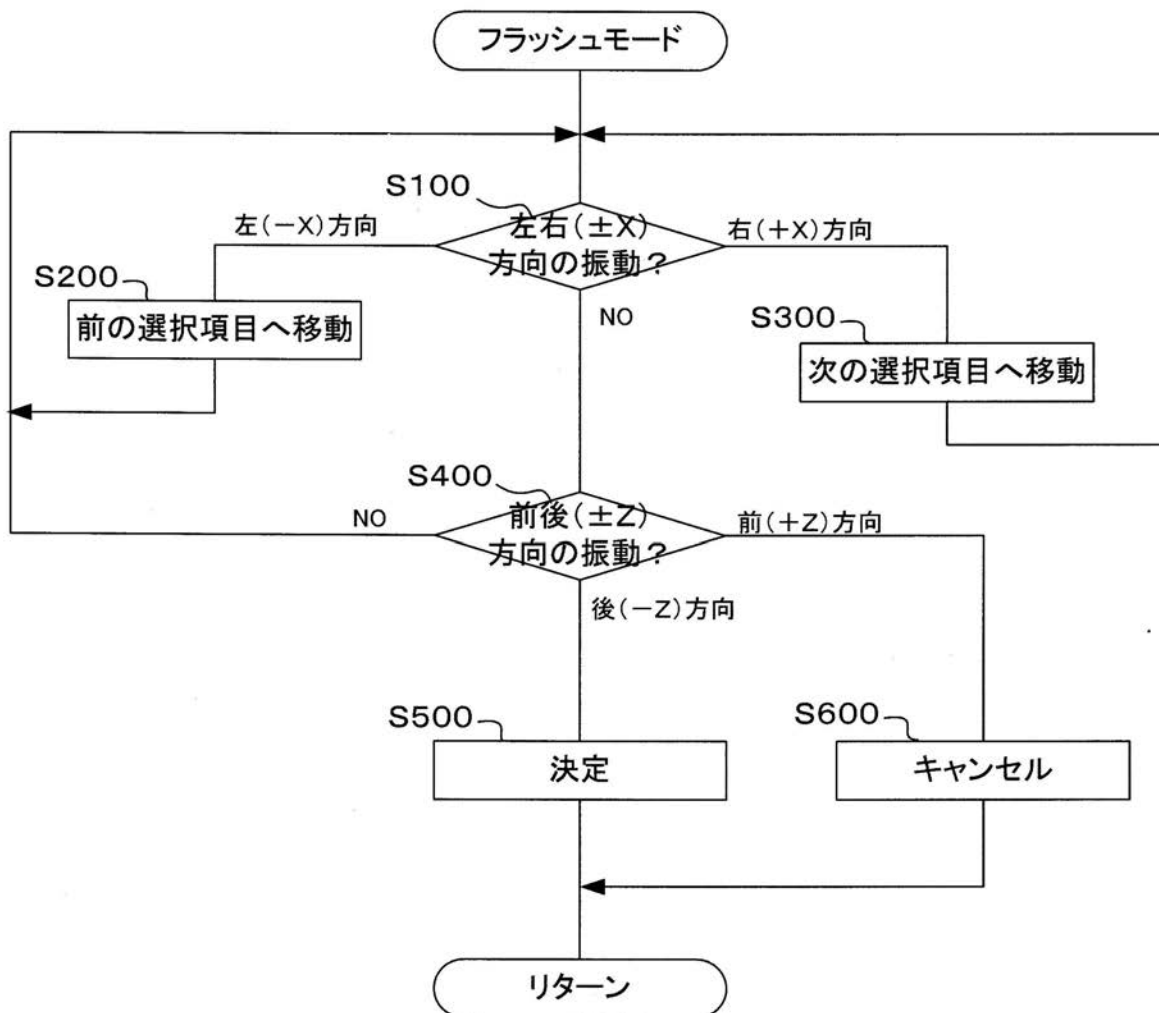 フラッシュモード
S100
左右(±X)
方向の振動?
左(-X)方向
右(+X)方向
S200
前の選択項目へ移動
NO
S300
次の選択項目へ移動
S400
前後(±Z)
方向の振動?
NO
前(+Z)方向
後(-Z)方向
S500
決定
S600
キャンセル
リターン